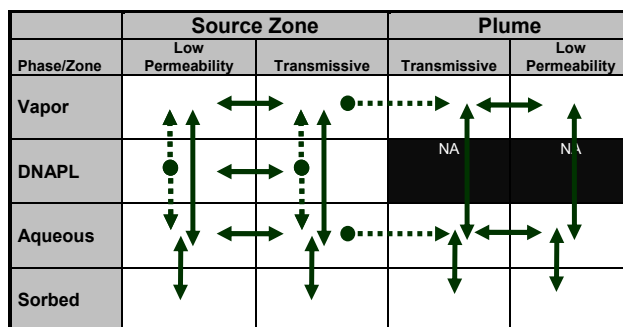 Source Zone Plume
Phase/Zone Low Permeability Transmissive Transmissive Low Permeability
Vapor
DNAPL NA NA
Aqueous
Sorbed